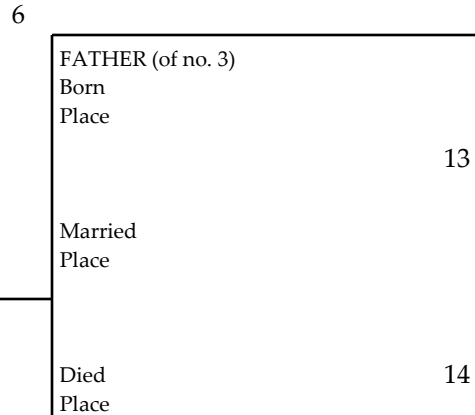 6
FATHER (of no. 3)
Born
Place
13
Married
Place
Died
14
Place